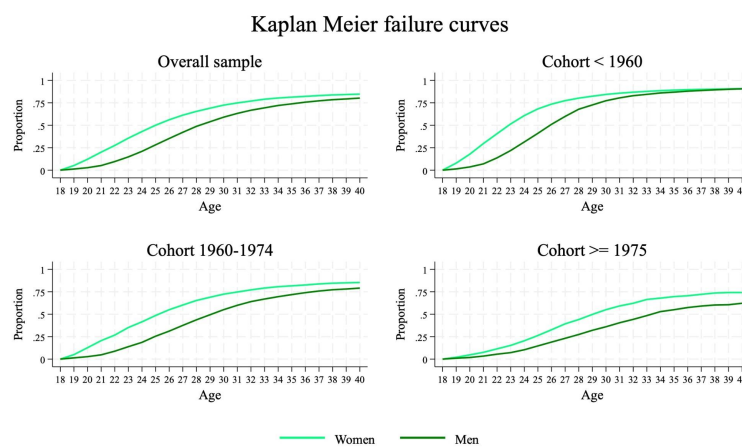 Kaplan Meier failure curves
Overall sample
Proportion
1
.75
.5
.25
0
18 19 20 21 22 23 24 25 26 27 28 29 30 31 32 33 34 35 36 37 38 39 40
Age
Cohort < 1960
Proportion
1
.75
.5
.25
0
18 19 20 21 22 23 24 25 26 27 28 29 30 31 32 33 34 35 36 37 38 39
Age
Cohort 1960-1974
Proportion
1
.75
.5
.25
0
18 19 20 21 22 23 24 25 26 27 28 29 30 31 32 33 34 35 36 37 38 39 40
Age
Cohort >= 1975
Proportion
1
.75
.5
.25
0
18 19 20 21 22 23 24 25 26 27 28 29 30 31 32 33 34 35 36 37 38 39
Age
Women Men